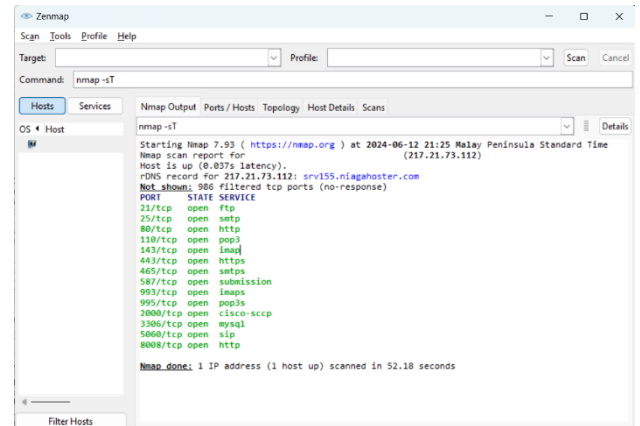 Zenmap
Scan Tools Profile Help
Target: Profile: Scan Cancel
Command: nmap -sT
Hosts Services Nmap Output Ports / Hosts Topology Host Details Scans
OS Host nmap -sT Details
Starting Nmap 7.93 ( https://nmap.org ) at 2024-06-12 21:25 Malay Peninsula Standard Time
Nmap scan report for (217.21.73.112)
Host is up (0.037s latency).
rDNS record for 217.21.73.112: srv155.niagahoster.com
Not shown: 986 filtered tcp ports (no-response)
PORT STATE SERVICE
21/tcp open ftp
25/tcp open smtp
80/tcp open http
110/tcp open pop3
143/tcp open imap
443/tcp open https
465/tcp open smtps
587/tcp open submission
993/tcp open imaps
995/tcp open pop3s
2000/tcp open cisco-sccp
3306/tcp open mysql
5060/tcp open sip
8008/tcp open http
Nmap done: 1 IP address (1 host up) scanned in 52.18 seconds
Filter Hosts